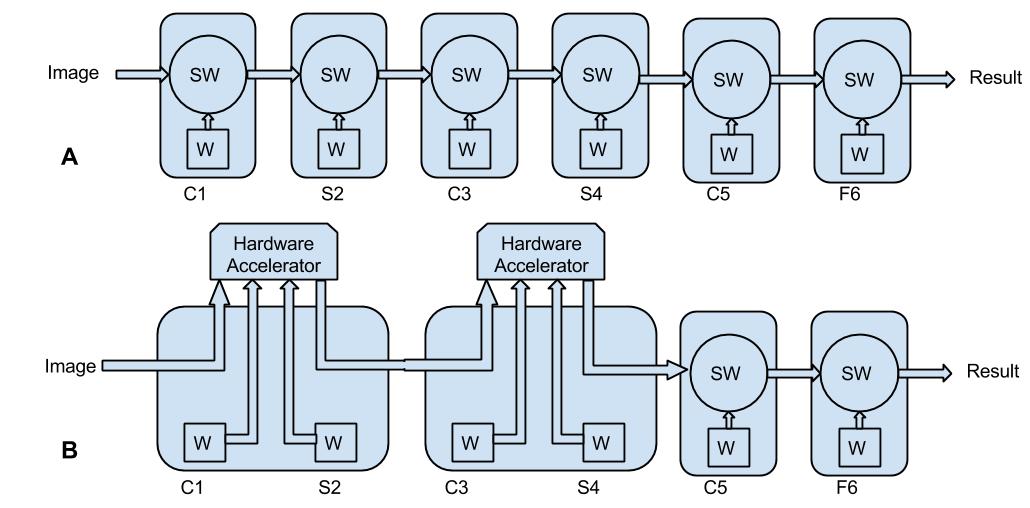 Image SW SW SW SW SW SW Result
W W W W W W
A
C1 S2 C3 S4 C5 F6
Hardware Accelerator
Hardware Accelerator
Image SW SW Result
W W W W W W
B
C1 S2 C3 S4 C5 F6